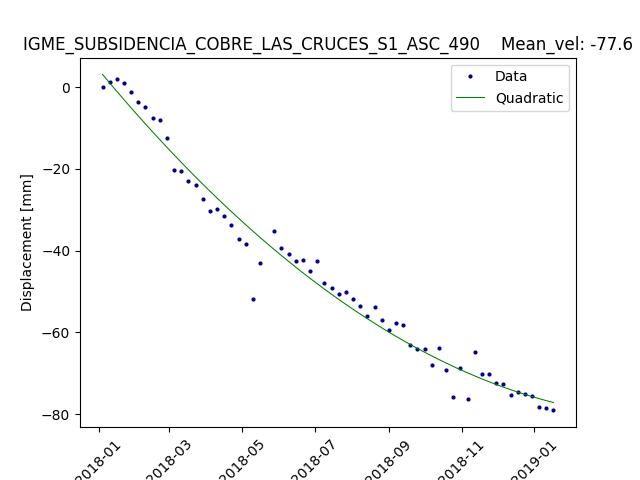 IGME_SUBSIDENCIA_COBRE_LAS_CRUCES_S1_ASC_490 Mean_vel: -77.6
Data
Quadratic
Displacement [mm]
0
−20
−40
−60
−80
2018-01 2018-03 2018-05 2018-07 2018-09 2018-11 2019-01